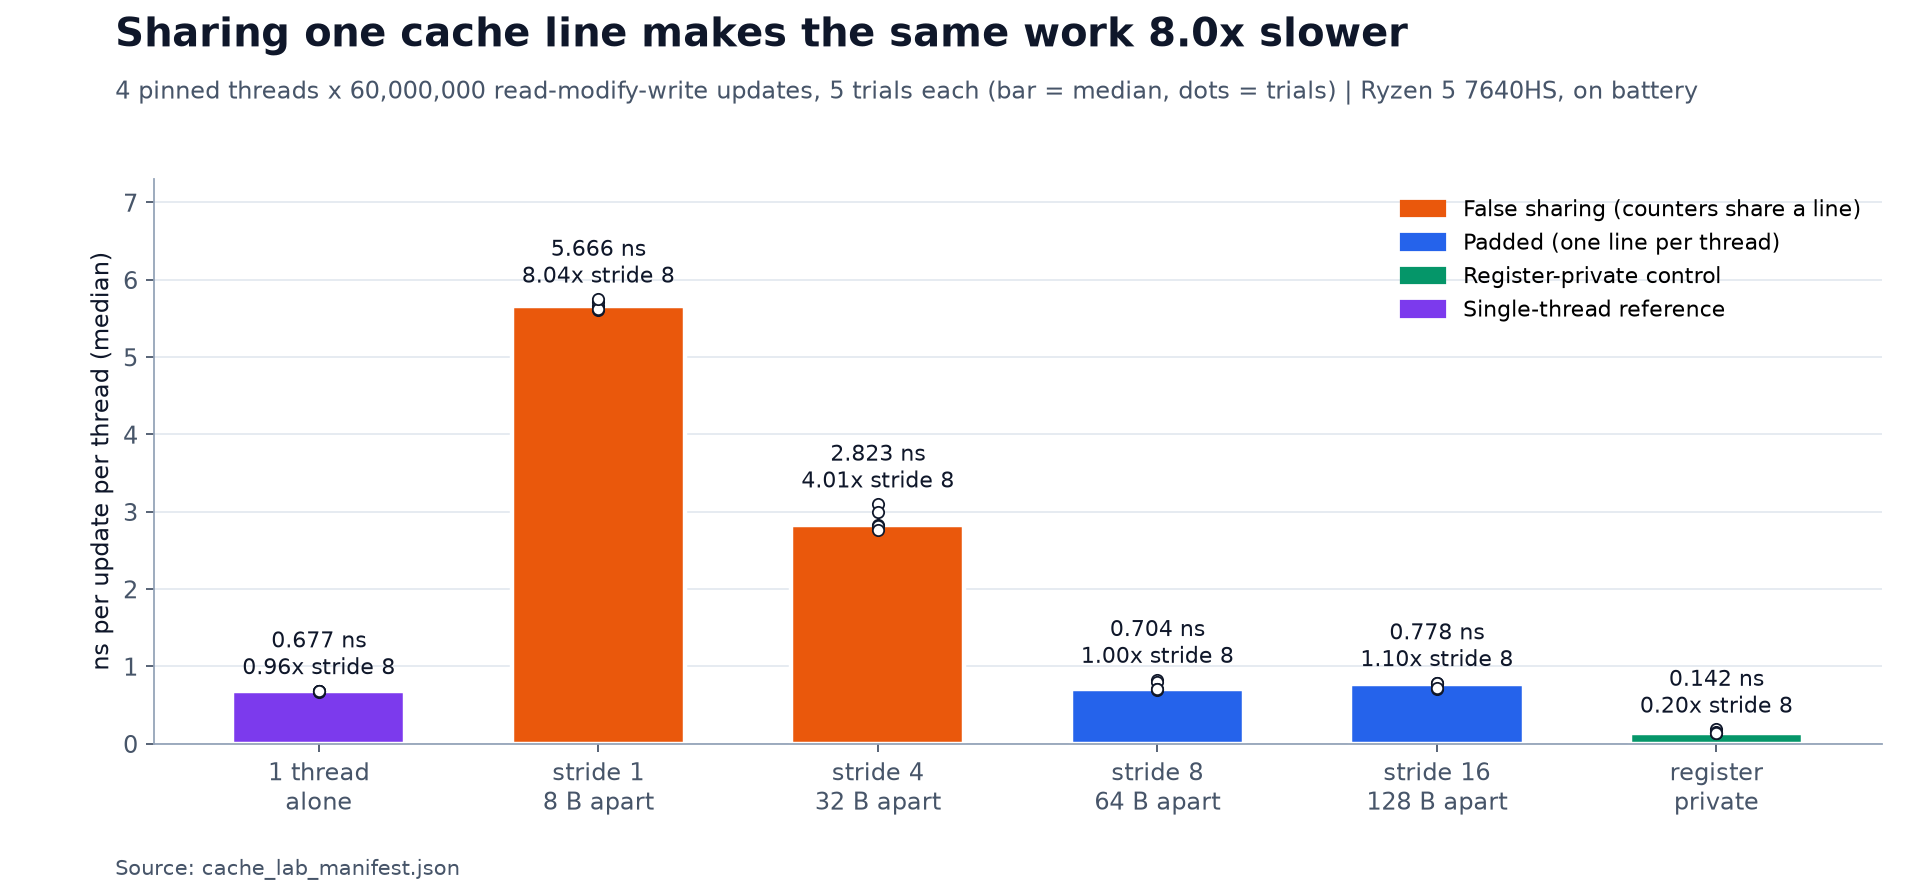 Sharing one cache line makes the same work 8.0x slower
4 pinned threads x 60,000,000 read-modify-write updates, 5 trials each (bar = median, dots = trials) | Ryzen 5 7640HS, on battery
ns per update per thread (median)
7
6
5
4
3
2
1
0
False sharing (counters share a line)
Padded (one line per thread)
Register-private control
Single-thread reference
0.677 ns
0.96x stride 8
5.666 ns
8.04x stride 8
2.823 ns
4.01x stride 8
0.704 ns
1.00x stride 8
0.778 ns
1.10x stride 8
0.142 ns
0.20x stride 8
1 thread
alone
stride 1
8 B apart
stride 4
32 B apart
stride 8
64 B apart
stride 16
128 B apart
register
private
Source: cache_lab_manifest.json